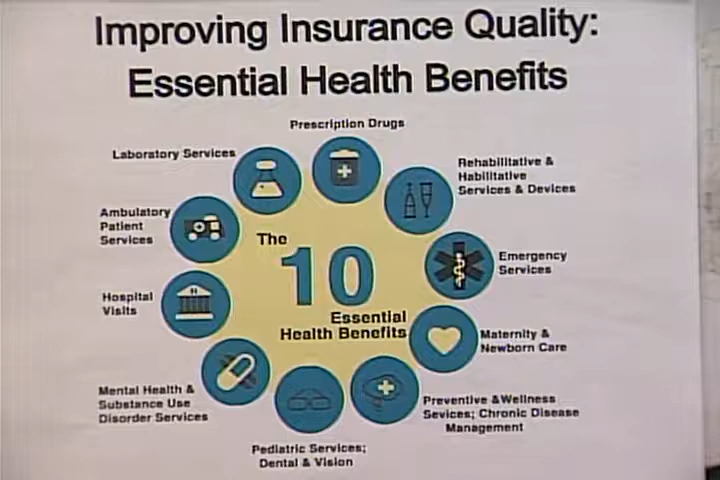 Improving Insurance Quality:
Essential Health Benefits
Prescription Drugs
Laboratory Services
Rehabilitative &
Habilitative
Services & Devices
Ambulatory
Patient
Services
The
10
Essential
Health Benefits
Emergency
Services
Hospital
Visits
Maternity &
Newborn Care
Mental Health &
Substance Use
Disorder Services
Preventive &Wellness
Sevices; Chronic Disease
Management
Pediatric Services;
Dental & Vision